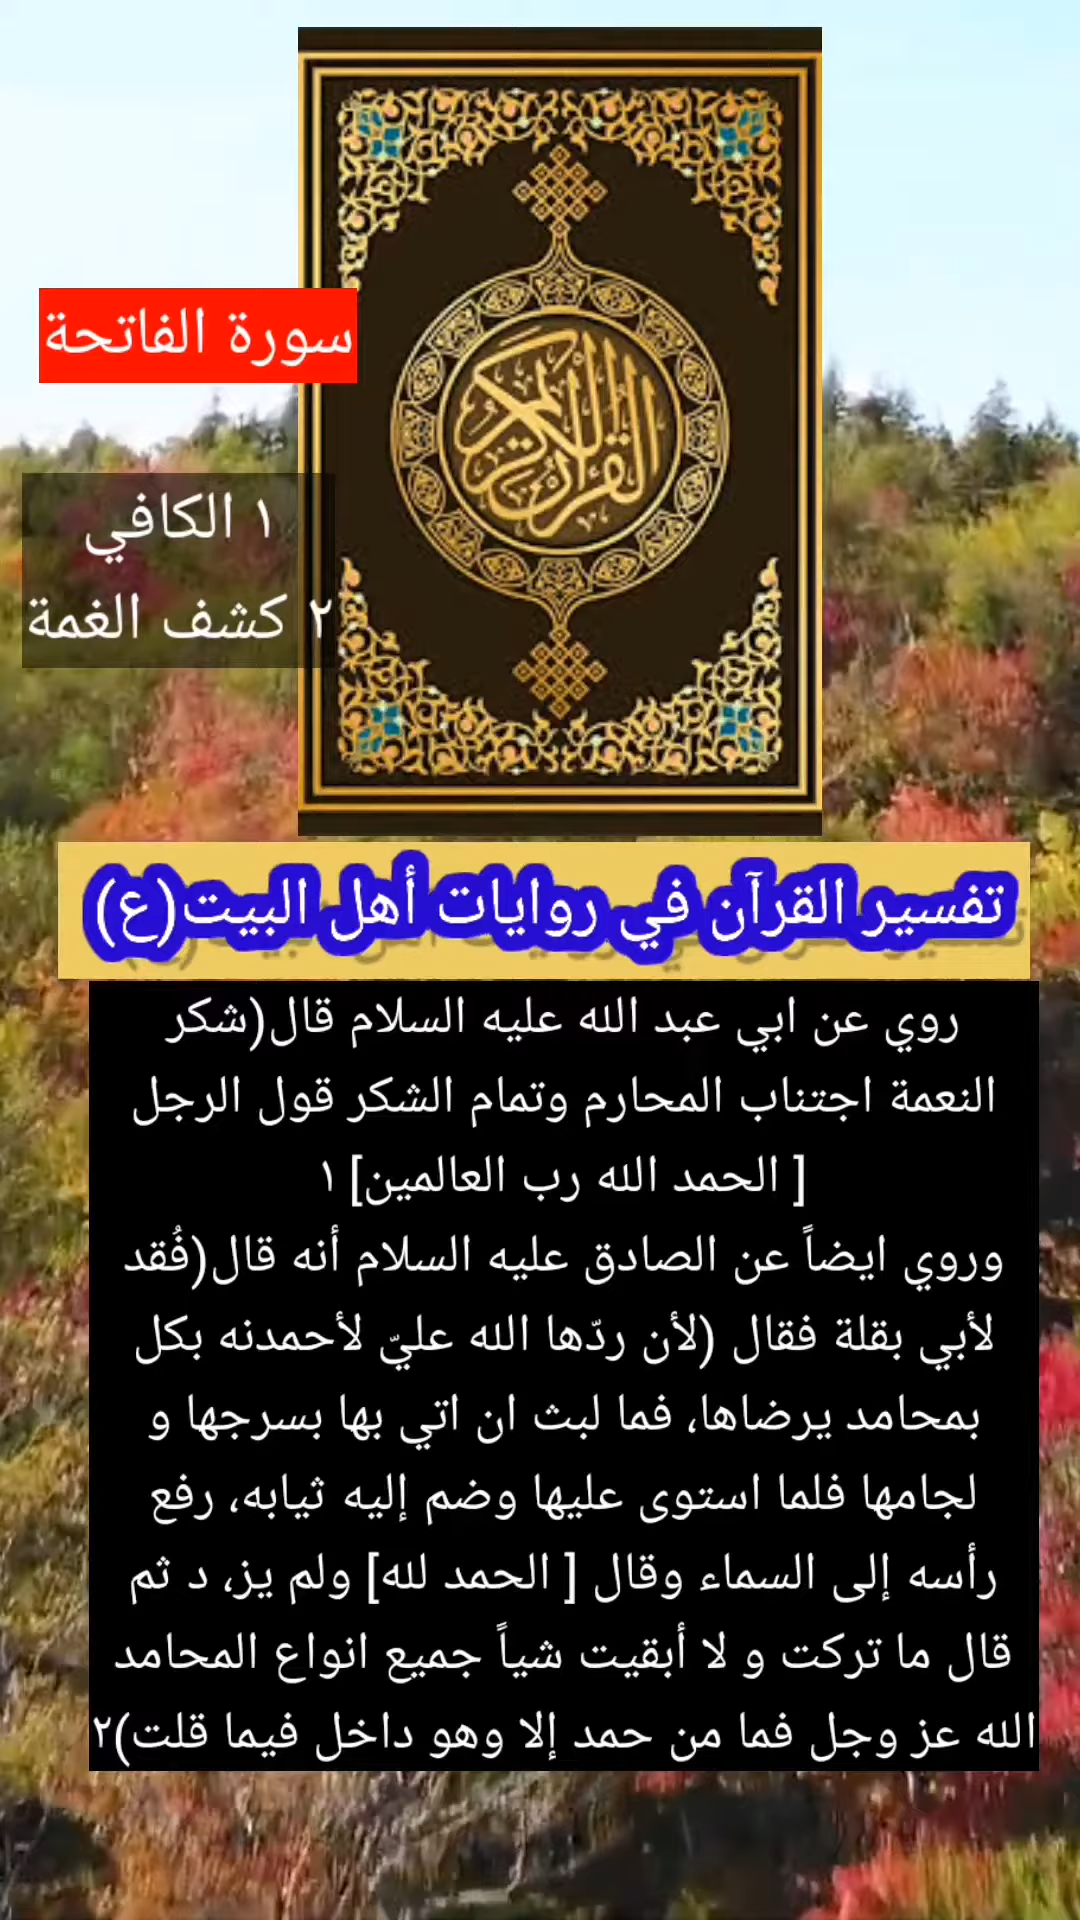 القرآن الكريم
سورة الفاتحة
١ الكافي
٢ كشف الغمة
تفسير القرآن في روايات أهل البيت(ع)
روي عن ابي عبد الله عليه السلام قال(شكر
النعمة اجتناب المحارم وتمام الشكر قول الرجل
[ الحمد الله رب العالمين] ١
وروي ايضاً عن الصادق عليه السلام أنه قال(فُقد
لأبي بقلة فقال (لأن ردّها الله عليّ لأحمدنه بكل
بمحامد يرضاها، فما لبث ان اتي بها بسرجها و
لجامها فلما استوى عليها وضم إليه ثيابه، رفع
رأسه إلى السماء وقال [ الحمد لله] ولم يز، د ثم
قال ما تركت و لا أبقيت شياً جميع انواع المحامد
الله عز وجل فما من حمد إلا وهو داخل فيما قلت)٢